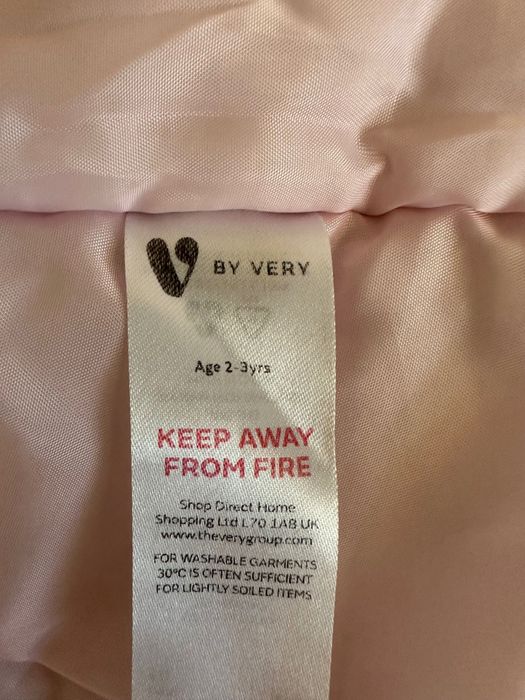 V BY VERY
Age 2-3yrs
KEEP AWAY
FROM FIRE
Shop Direct Home
Shopping Ltd L70 1AB UK
www.theverygroup.com
FOR WASHABLE GARMENTS
30°C IS OFTEN SUFFICIENT
FOR LIGHTLY SOILED ITEMS